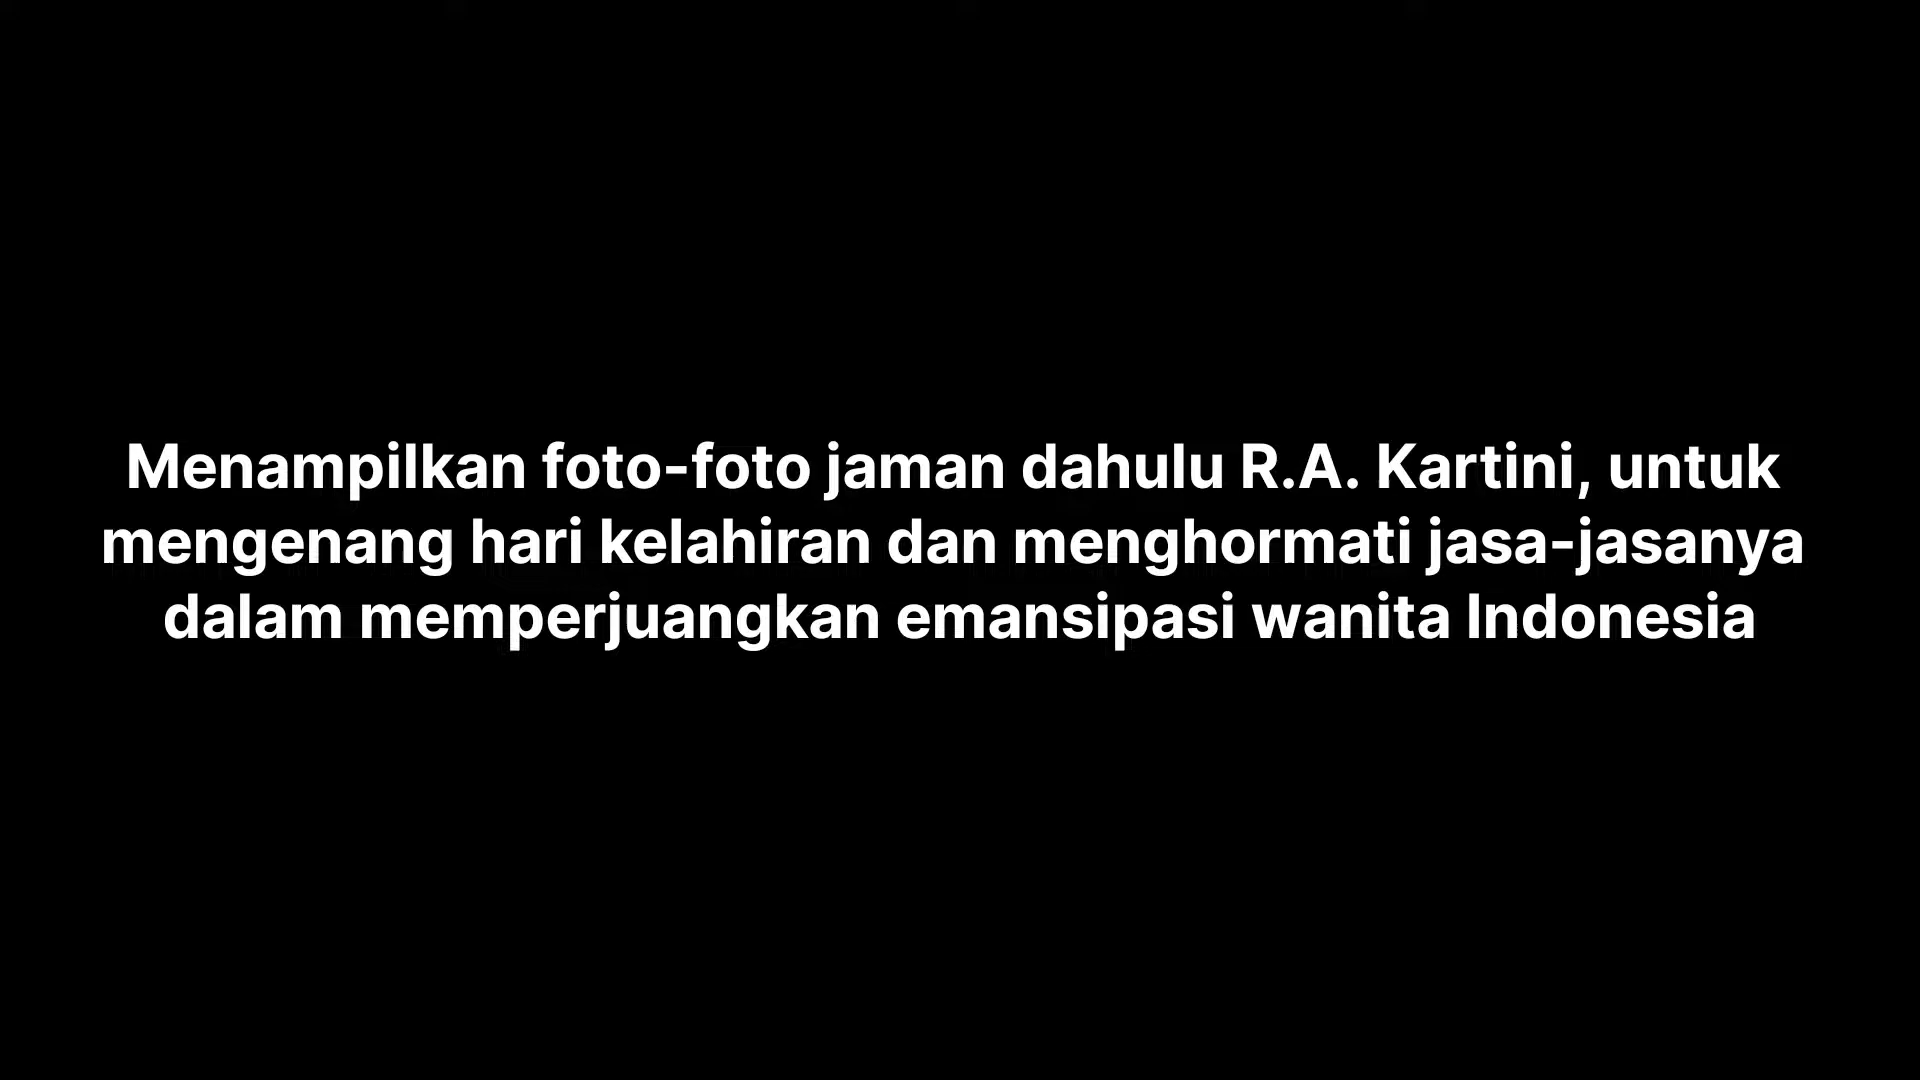 Menampilkan foto-foto jaman dahulu R.A. Kartini, untuk
mengenang hari kelahiran dan menghormati jasa-jasanya
dalam memperjuangkan emansipasi wanita Indonesia